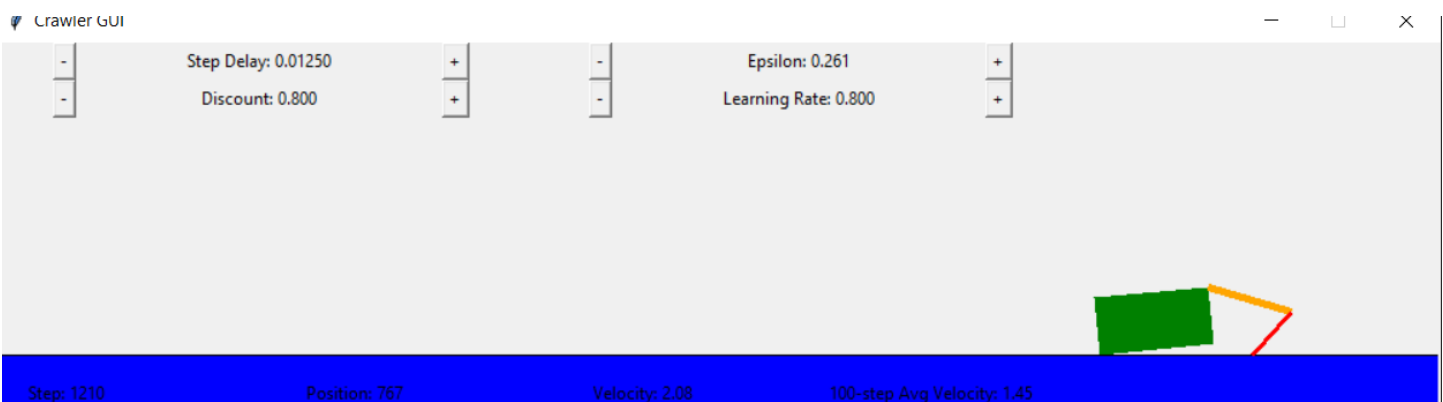 Crawler GUI
- Step Delay: 0.01250 + - Epsilon: 0.261 +
- Discount: 0.800 + - Learning Rate: 0.800 +
Step: 1210 Position: 767 Velocity: 2.08 100-step Avg Velocity: 1.45